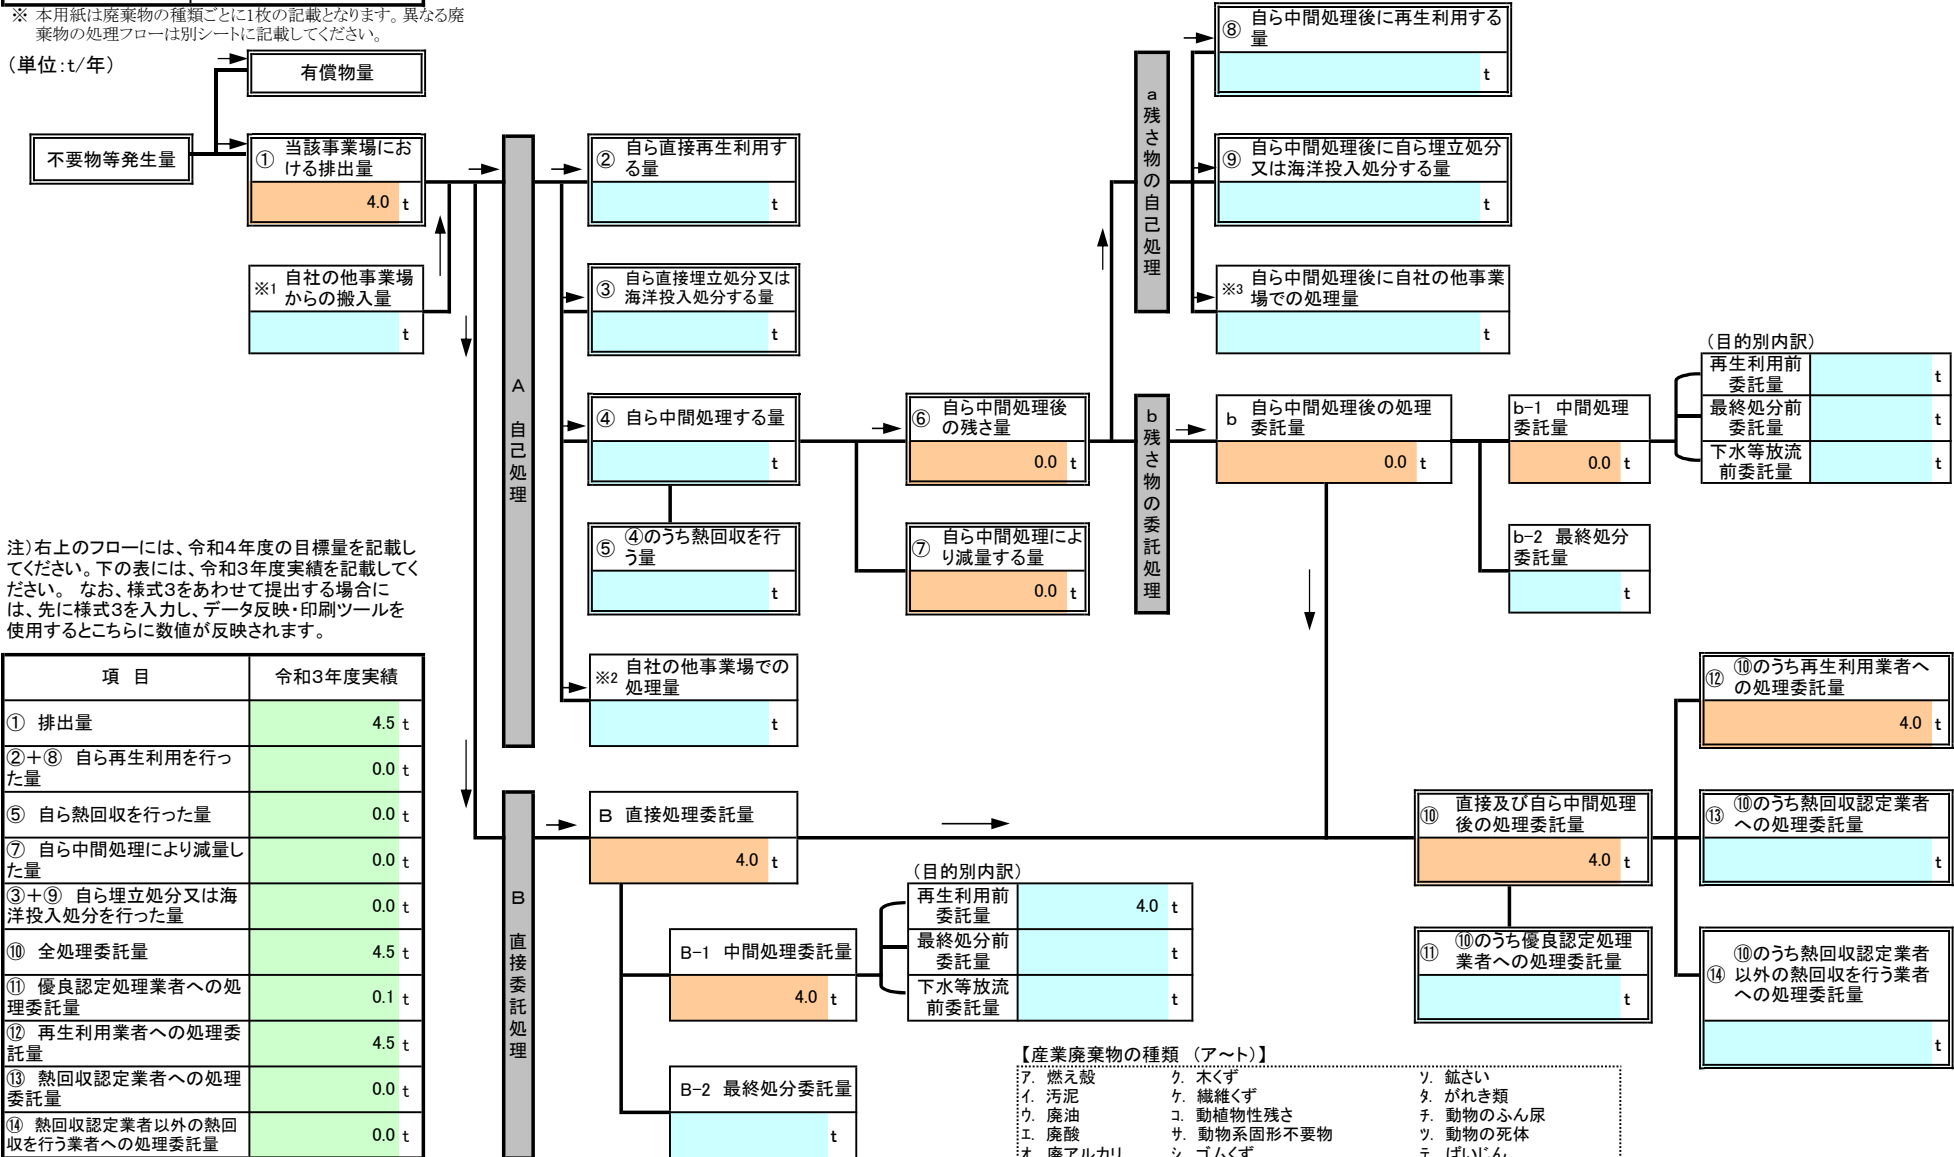 ※ 本用紙は廃棄物の種類ごとに1枚の記載となります。異なる廃
棄物の処理フローは別シートに記載してください。
（単位：t/年）
有償物量
不要物等発生量
① 当該事業場にお
ける排出量
4.0 t
※1 自社の他事業場
からの搬入量
t
A 自己処理
② 自ら直接再生利用す
る量
t
③ 自ら直接埋立処分又は
海洋投入処分する量
t
④ 自ら中間処理する量
t
⑤ ④のうち熱回収を行
う量
t
※2 自社の他事業場での
処理量
t
⑥ 自ら中間処理後
の残さ量
0.0 t
⑦ 自ら中間処理によ
り減量する量
0.0 t
a 残さ物の自己処理
⑧ 自ら中間処理後に再生利用する
量
t
⑨ 自ら中間処理後に自ら埋立処分
又は海洋投入処分する量
t
※3 自ら中間処理後に自社の他事業
場での処理量
t
b 残さ物の委託処理
b 自ら中間処理後の処理
委託量
0.0 t
b-1 中間処理
委託量
0.0 t
（目的別内訳）
再生利用前
委託量
t
最終処分前
委託量
t
下水等放流
前委託量
t
b-2 最終処分
委託量
t
注）右上のフローには、令和４年度の目標量を記載し
てください。下の表には、令和３年度実績を記載してく
ださい。 なお、様式３をあわせて提出する場合に
は、先に様式３を入力し、データ反映・印刷ツールを
使用するとこちらに数値が反映されます。
項 目 令和３年度実績
① 排出量 4.5 t
②＋⑧ 自ら再生利用を行っ
た量 0.0 t
⑤ 自ら熱回収を行った量 0.0 t
⑦ 自ら中間処理により減量し
た量 0.0 t
③＋⑨ 自ら埋立処分又は海
洋投入処分を行った量 0.0 t
⑩ 全処理委託量 4.5 t
⑪ 優良認定処理業者への処
理委託量 0.1 t
⑫ 再生利用業者への処理委
託量 4.5 t
⑬ 熱回収認定業者への処理
委託量 0.0 t
⑭ 熱回収認定業者以外の熱回
収を行う業者への処理委託量 0.0 t
B 直接委託処理
B 直接処理委託量
4.0 t
B-1 中間処理委託量
4.0 t
（目的別内訳）
再生利用前
委託量
4.0 t
最終処分前
委託量
t
下水等放流
前委託量
t
B-2 最終処分委託量
t
⑩ 直接及び自ら中間処理
後の処理委託量
4.0 t
⑪ ⑩のうち優良認定処理
業者への処理委託量
t
⑫ ⑩のうち再生利用業者へ
の処理委託量
4.0 t
⑬ ⑩のうち熱回収認定業者
への処理委託量
t
⑭ ⑩のうち熱回収認定業者
以外の熱回収を行う業者
への処理委託量
t
【産業廃棄物の種類 （ア～ト）】
ア. 燃え殻 ク. 木くず ソ. 鉱さい
イ. 汚泥 ケ. 繊維くず タ. がれき類
ウ. 廃油 コ. 動植物性残さ チ. 動物のふん尿
エ. 廃酸 サ. 動物系固形不要物 ツ. 動物の死体
オ. 廃アルカリ シ. ゴムくず テ. ばいじん